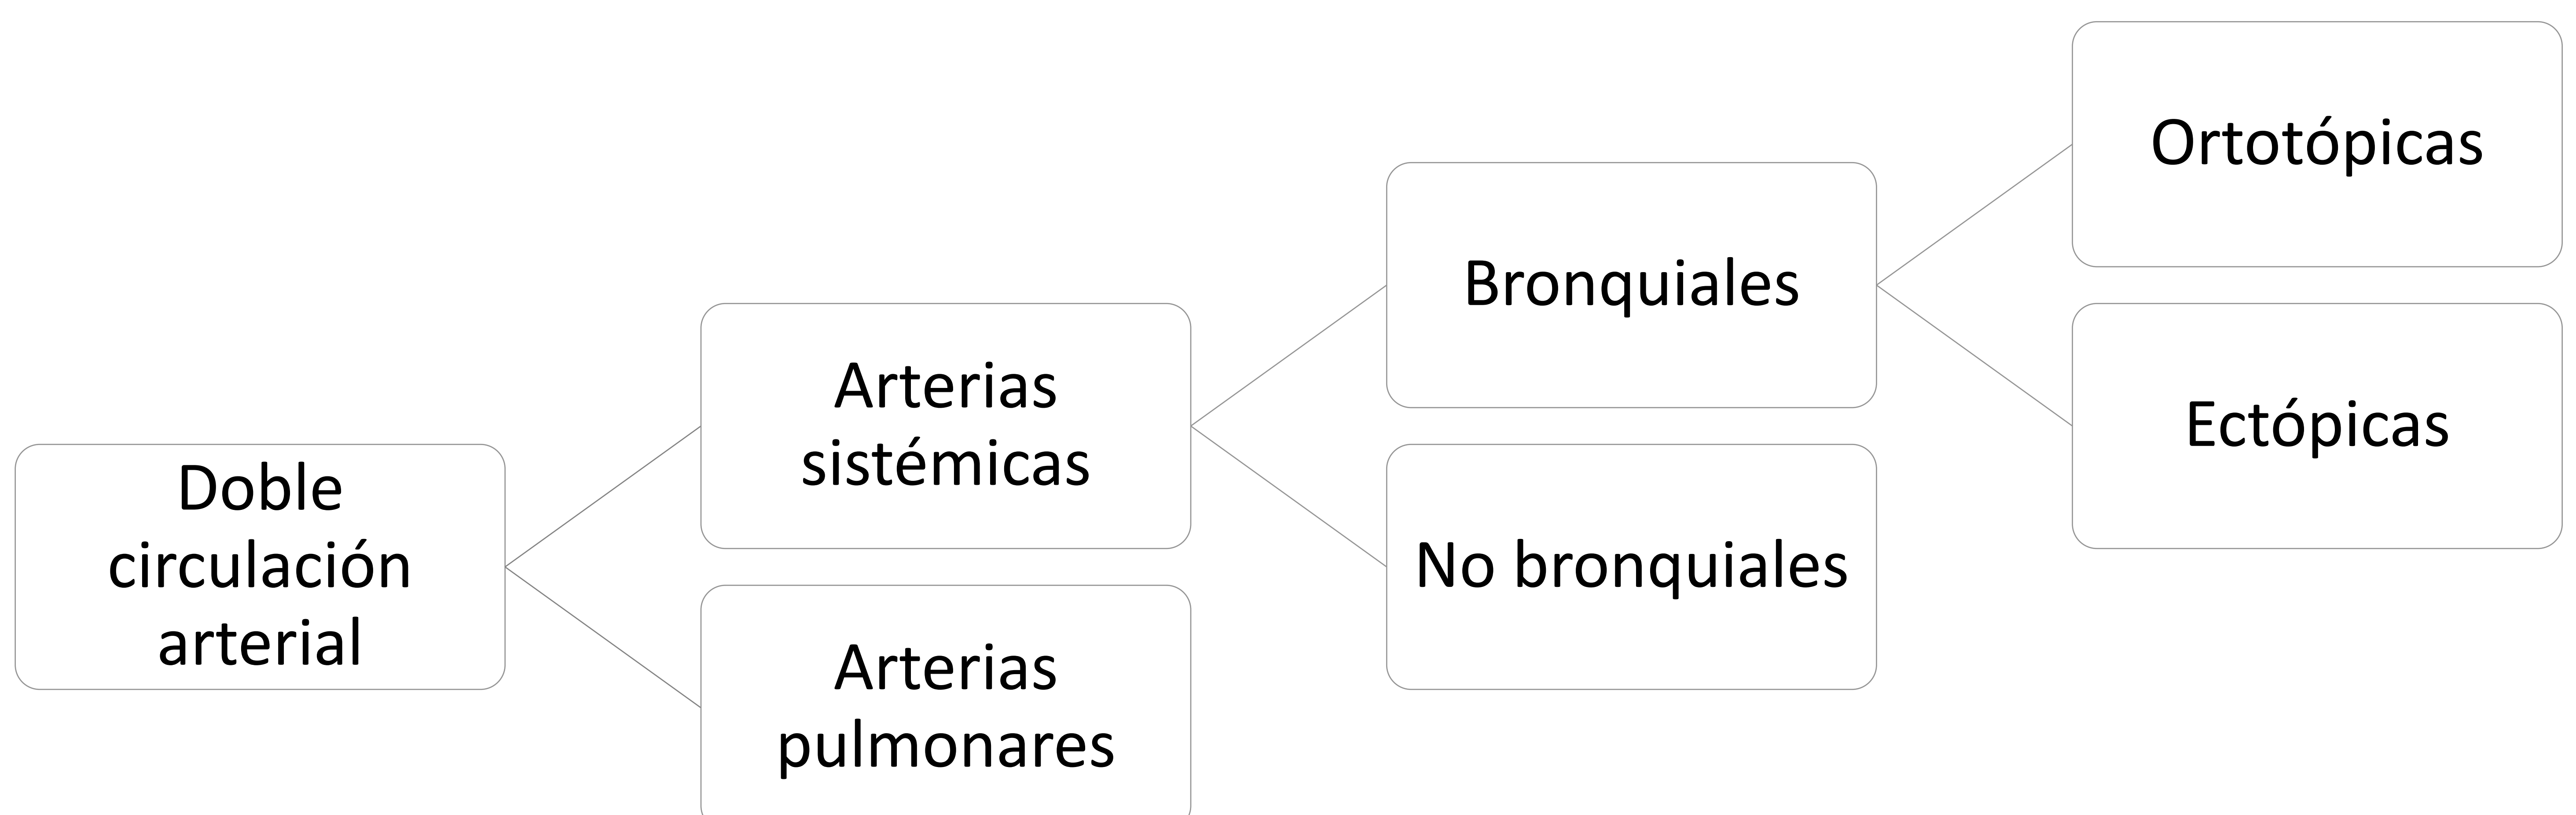 Doble
circulación
arterial
Arterias
sistémicas
Arterias
pulmonares
Bronquiales
No bronquiales
Ortotópicas
Ectópicas